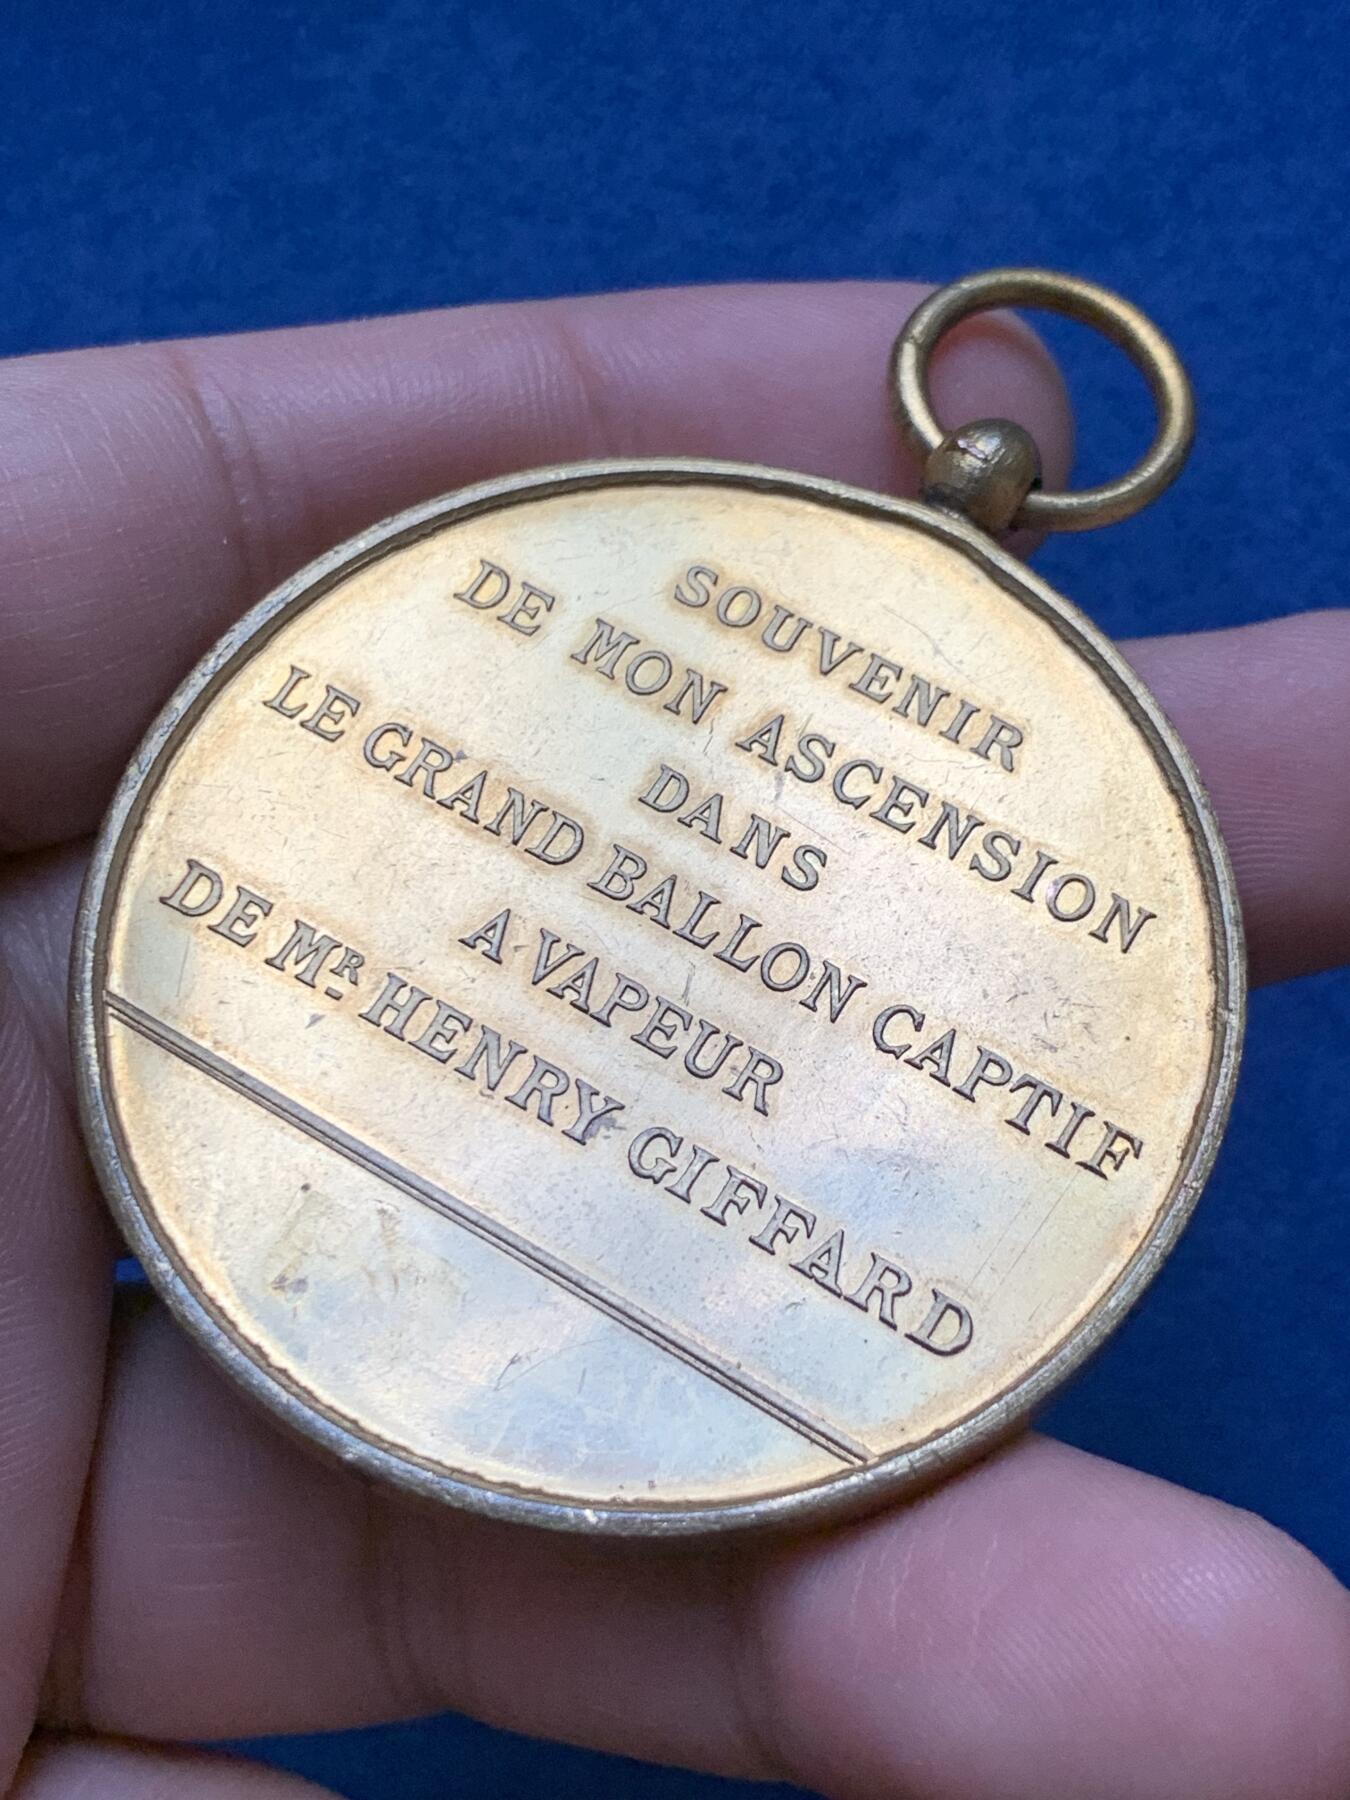 SOUVENIR
DE MON ASCENSION
DANS
LE GRAND BALLON CAPTIF
A VAPEUR
DE MR. HENRY GIFFARD